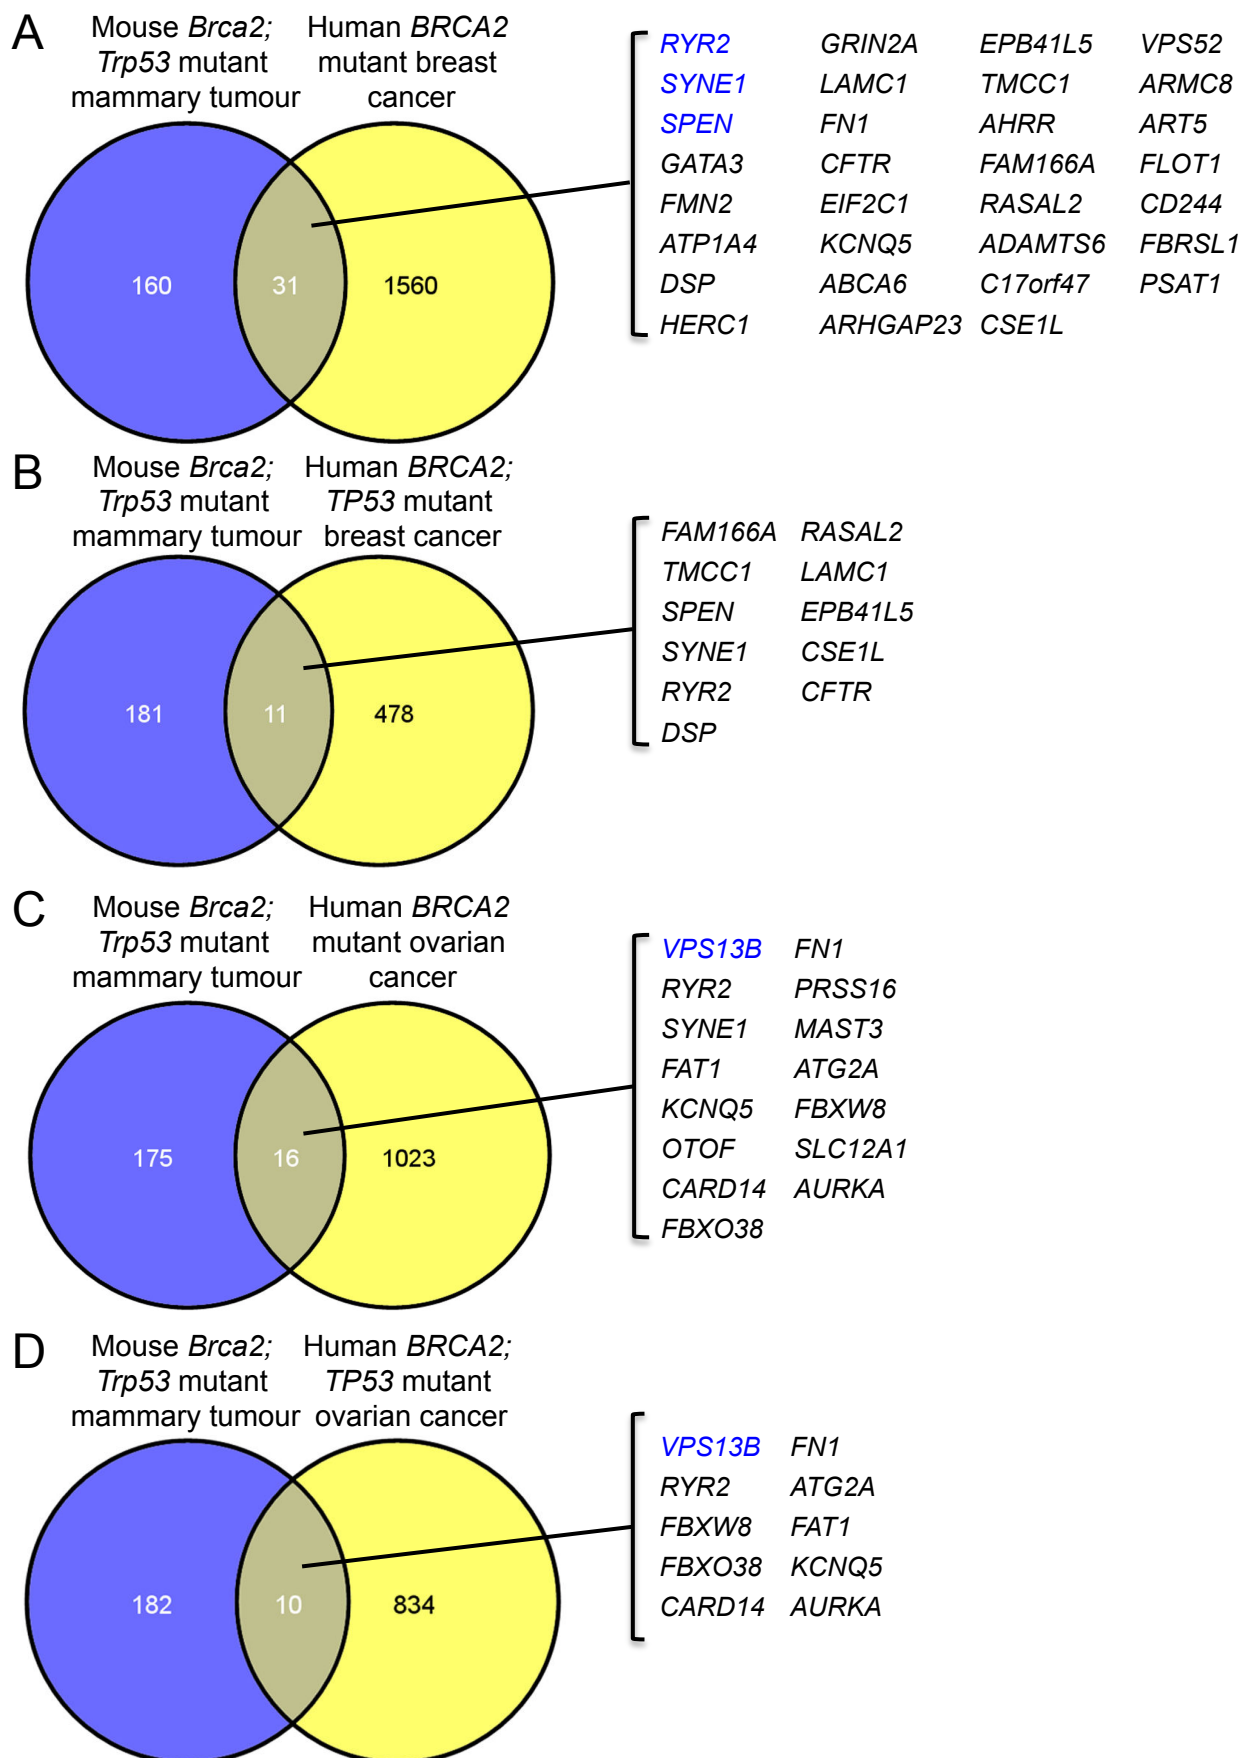 A
Mouse Brca2;
Trp53 mutant
mammary tumour
Human BRCA2
mutant breast
cancer
160
31
1560
RYR2 GRIN2A EPB41L5 VPS52
SYNE1 LAMC1 TMCC1 ARMC8
SPEN FN1 AHRR ART5
GATA3 CFTR FAM166A FLOT1
FMN2 EIF2C1 RASAL2 CD244
ATP1A4 KCNQ5 ADAMTS6 FBRSL1
DSP ABCA6 C17orf47 PSAT1
HERC1 ARHGAP23 CSE1L
B
Mouse Brca2;
Trp53 mutant
mammary tumour
Human BRCA2;
TP53 mutant
breast cancer
181
11
478
FAM166A RASAL2
TMCC1 LAMC1
SPEN EPB41L5
SYNE1 CSE1L
RYR2 CFTR
DSP
C
Mouse Brca2;
Trp53 mutant
mammary tumour
Human BRCA2
mutant ovarian
cancer
175
16
1023
VPS13B FN1
RYR2 PRSS16
SYNE1 MAST3
FAT1 ATG2A
KCNQ5 FBXW8
OTOF SLC12A1
CARD14 AURKA
FBXO38
D
Mouse Brca2;
Trp53 mutant
mammary tumour
Human BRCA2;
TP53 mutant
ovarian cancer
182
10
834
VPS13B FN1
RYR2 ATG2A
FBXW8 FAT1
FBXO38 KCNQ5
CARD14 AURKA